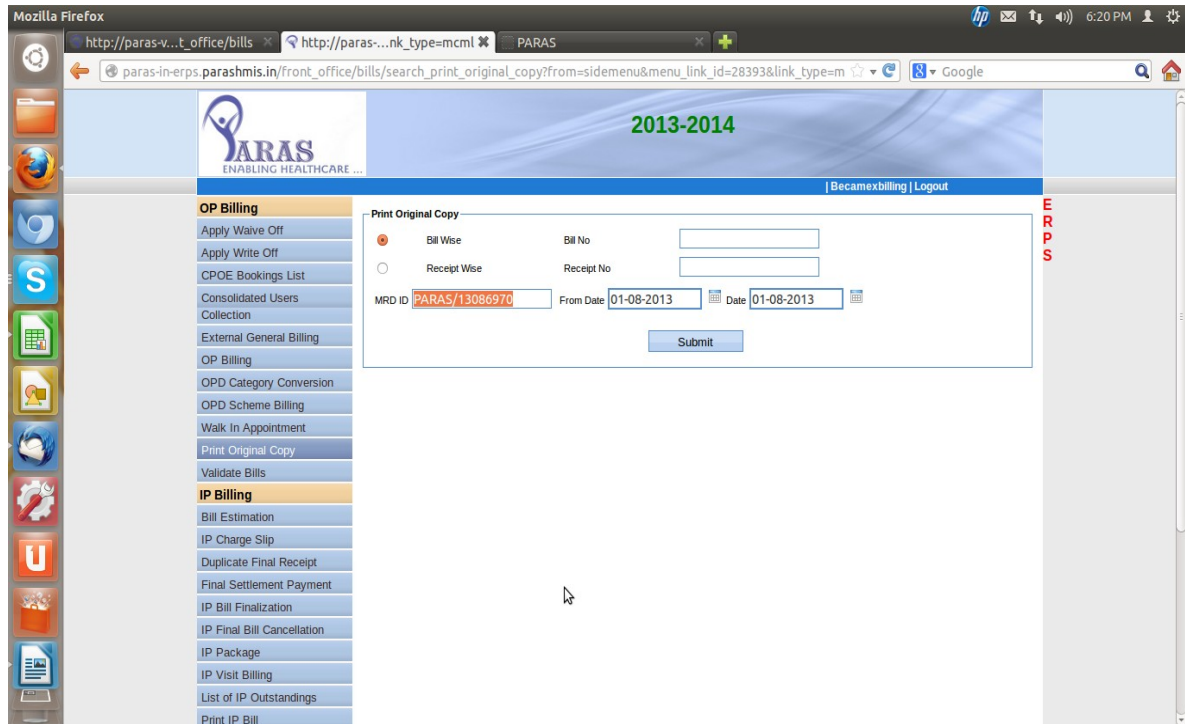 Mozilla Firefox
hp
6:20 PM
http://paras-v...t_office/bills
http://paras-...nk_type=mcml
PARAS
paras-in-erps.parashmis.in/front_office/bills/search_print_original_copy?from=sidemenu&menu_link_id=28393&link_type=m
Google
PARAS
ENABLING HEALTHCARE ...
2013-2014
| Becamexbilling | Logout
E
R
P
S
OP Billing
Apply Waive Off
Apply Write Off
CPOE Bookings List
Consolidated Users
Collection
External General Billing
OP Billing
OPD Category Conversion
OPD Scheme Billing
Walk In Appointment
Print Original Copy
Validate Bills
IP Billing
Bill Estimation
IP Charge Slip
Duplicate Final Receipt
Final Settlement Payment
IP Bill Finalization
IP Final Bill Cancellation
IP Package
IP Visit Billing
List of IP Outstandings
Print IP Bill
Print Original Copy
Bill Wise Bill No
Receipt Wise Receipt No
MRD ID PARAS/13086970 From Date 01-08-2013 Date 01-08-2013
Submit